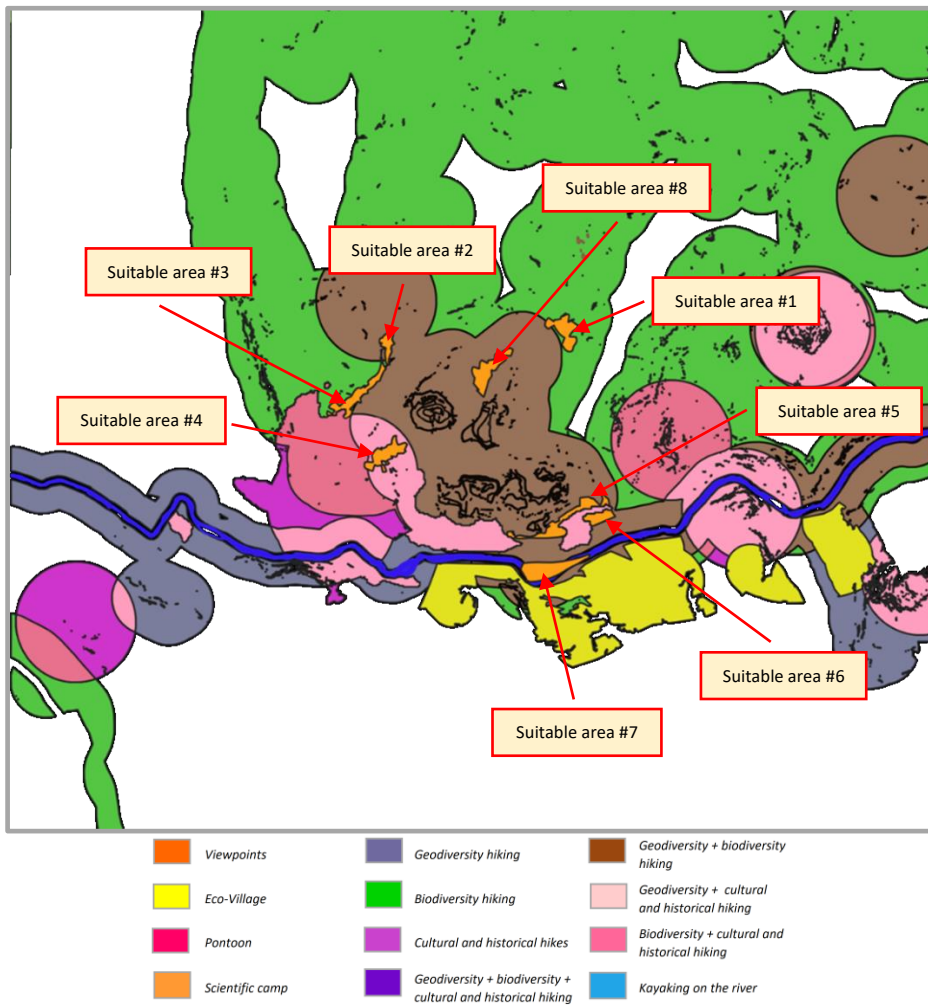 Suitable area #8
Suitable area #2
Suitable area #3
Suitable area #1
Suitable area #5
Suitable area #4
Suitable area #6
Suitable area #7
Viewpoints
Eco-Village
Pontoon
Scientific camp
Geodiversity hiking
Biodiversity hiking
Cultural and historical hikes
Geodiversity + biodiversity +
cultural and historical hiking
Geodiversity + biodiversity
hiking
Geodiversity + cultural
and historical hiking
Biodiversity + cultural and
historical hiking
Kayaking on the river